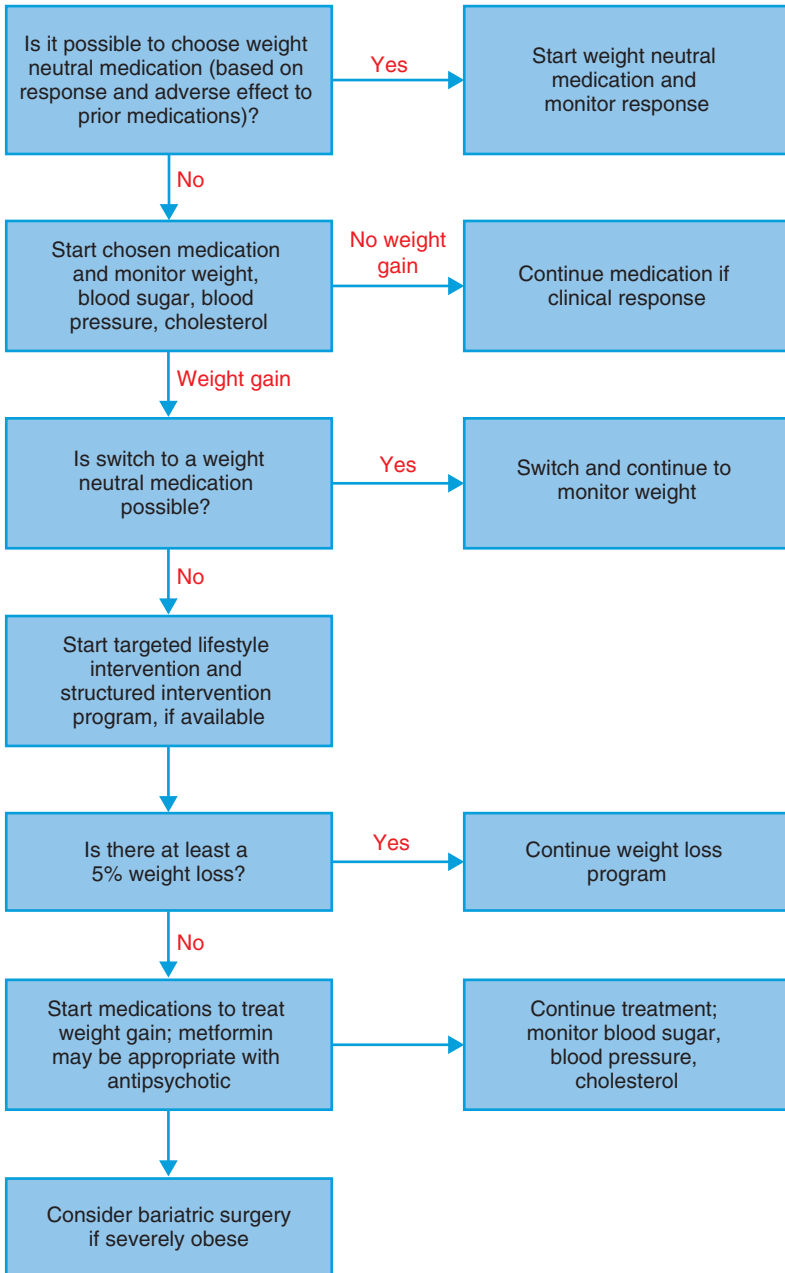 Is it possible to choose weight
neutral medication (based on
response and adverse effect to
prior medications)?
Yes
Start weight neutral
medication and
monitor response
No
Start chosen medication
and monitor weight,
blood sugar, blood
pressure, cholesterol
No weight
gain
Continue medication if
clinical response
Weight gain
Is switch to a weight
neutral medication
possible?
Yes
Switch and continue to
monitor weight
No
Start targeted lifestyle
intervention and
structured intervention
program, if available
Is there at least a
5% weight loss?
Yes
Continue weight loss
program
No
Start medications to treat
weight gain; metformin
may be appropriate with
antipsychotic
Continue treatment;
monitor blood sugar,
blood pressure,
cholesterol
Consider bariatric surgery
if severely obese